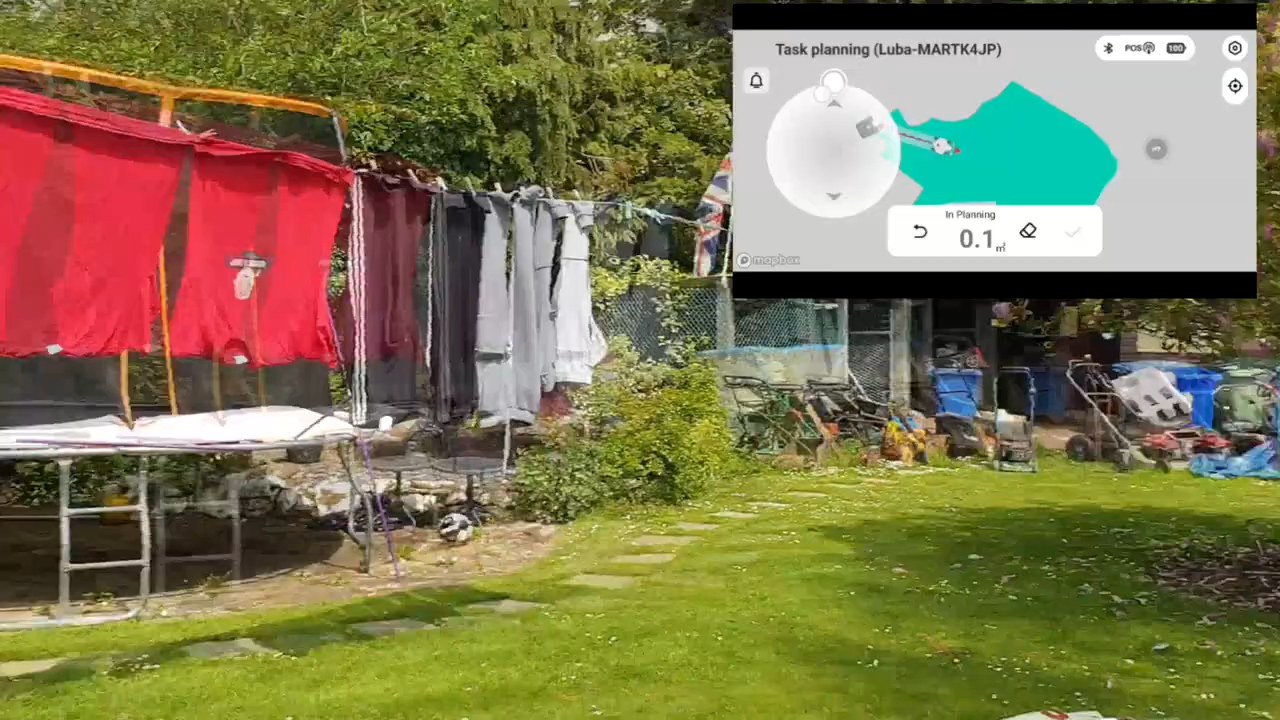 Task planning (Luba-MARTK4JP)
POS
100
In Planning
0.1㎡
mapbox